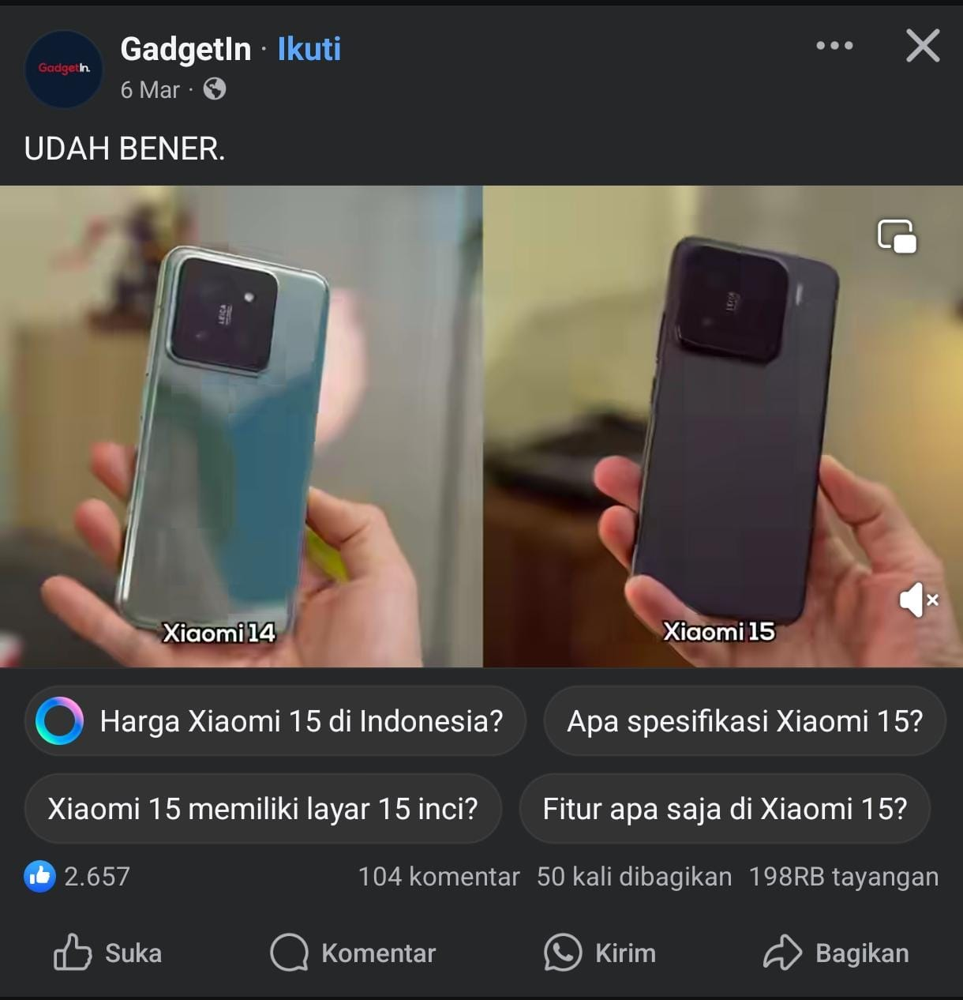 GadgetIn.
GadgetIn · Ikuti
6 Mar ·
UDAH BENER.
LEICA
LEICA
Xiaomi 14
Xiaomi 15
Harga Xiaomi 15 di Indonesia?
Apa spesifikasi Xiaomi 15?
Xiaomi 15 memiliki layar 15 inci?
Fitur apa saja di Xiaomi 15?
2.657
104 komentar 50 kali dibagikan 198RB tayangan
Suka
Komentar
Kirim
Bagikan